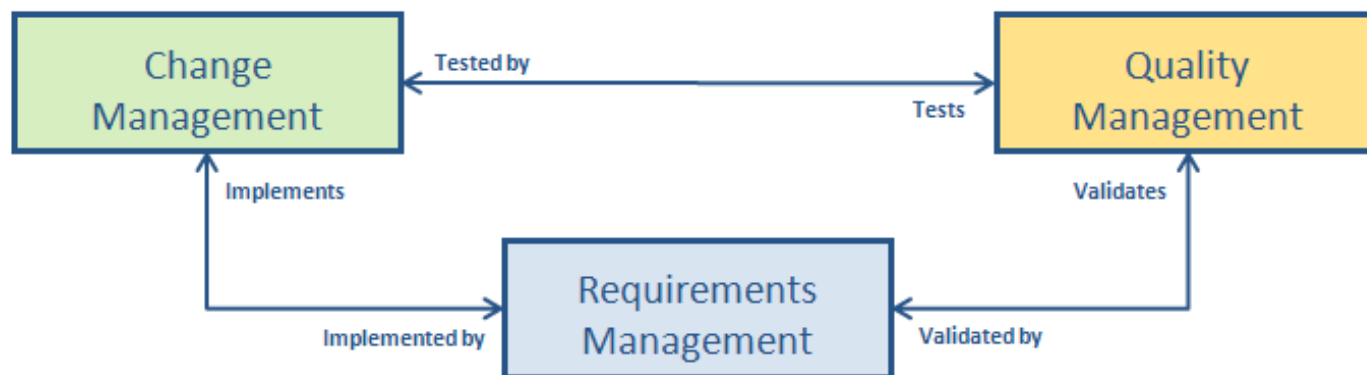 Change
Management
Tested by
Tests
Quality
Management
Implements
Validates
Requirements
Management
Implemented by
Validated by